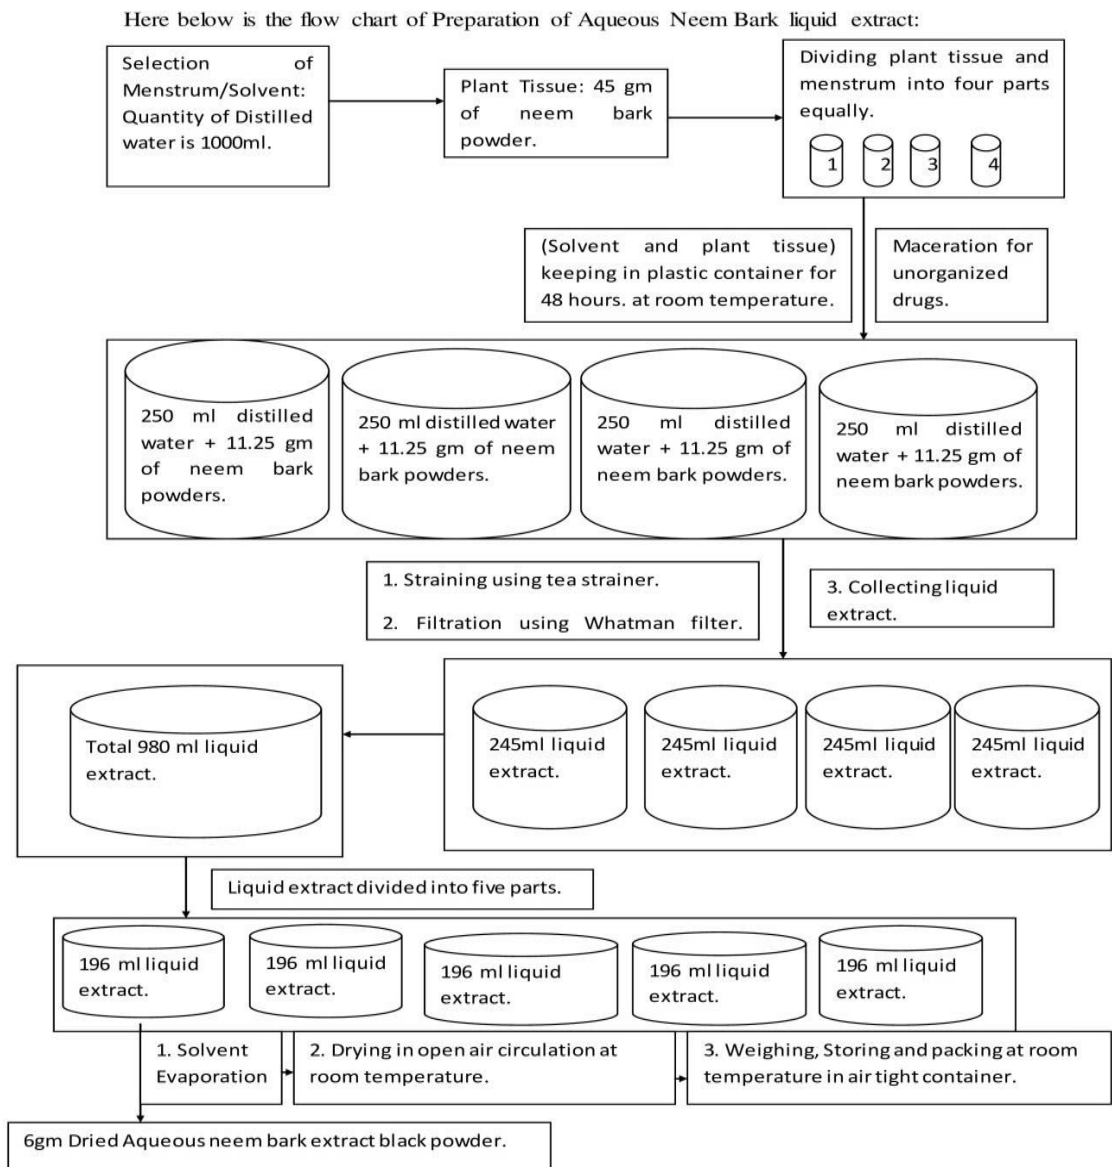 Here below is the flow chart of Preparation of Aqueous Neem Bark liquid extract:
Selection of
Menstrum/Solvent:
Quantity of Distilled
water is 1000ml.
Plant Tissue: 45 gm
of neem bark
powder.
Dividing plant tissue and
menstrum into four parts
equally.
1
2
3
4
(Solvent and plant tissue)
keeping in plastic container for
48 hours. at room temperature.
Maceration for
unorganized
drugs.
250 ml distilled
water + 11.25 gm
of neem bark
powders.
250 ml distilled water
+ 11.25 gm of neem
bark powders.
250 ml distilled
water + 11.25 gm of
neem bark powders.
250 ml distilled
water + 11.25 gm of
neem bark powders.
1. Straining using tea strainer.
2. Filtration using Whatman filter.
3. Collecting liquid
extract.
Total 980 ml liquid
extract.
245ml liquid
extract.
245ml liquid
extract.
245ml liquid
extract.
245ml liquid
extract.
Liquid extract divided into five parts.
196 ml liquid
extract.
196 ml liquid
extract.
196 ml liquid
extract.
196 ml liquid
extract.
196 ml liquid
extract.
1. Solvent
Evaporation
2. Drying in open air circulation at
room temperature.
3. Weighing, Storing and packing at room
temperature in air tight container.
6gm Dried Aqueous neem bark extract black powder.